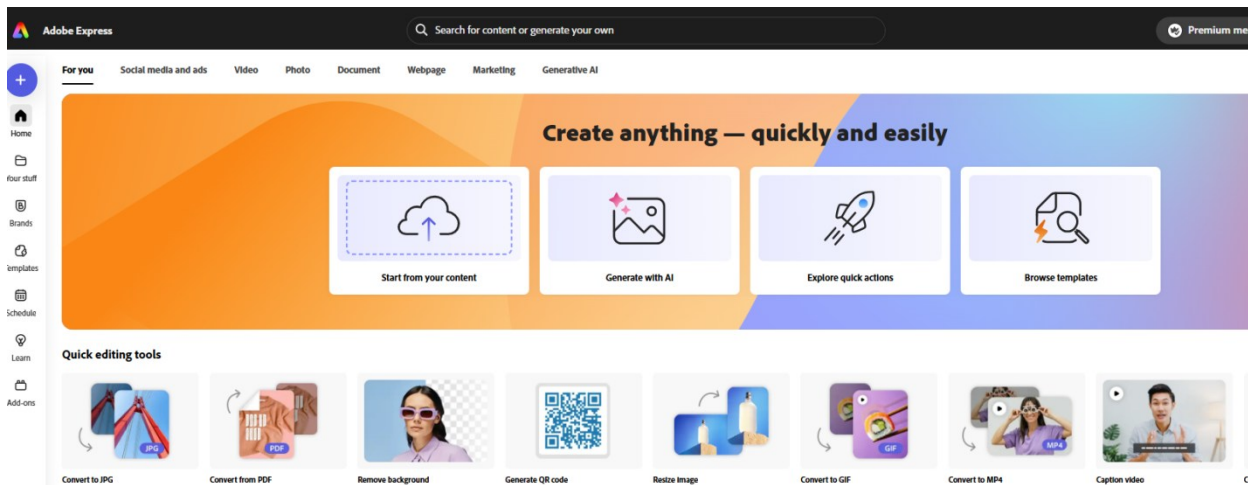 Adobe Express
Search for content or generate your own
Premium me
For you Social media and ads Video Photo Document Webpage Marketing Generative AI
Home
Your stuff
Brands
Templates
Schedule
Learn
Add-ons
Create anything — quickly and easily
Start from your content
Generate with AI
Explore quick actions
Browse templates
Quick editing tools
JPG
PDF
GIF
MP4
Convert to JPG
Convert from PDF
Remove background
Generate QR code
Resize Image
Convert to GIF
Convert to MP4
Caption video